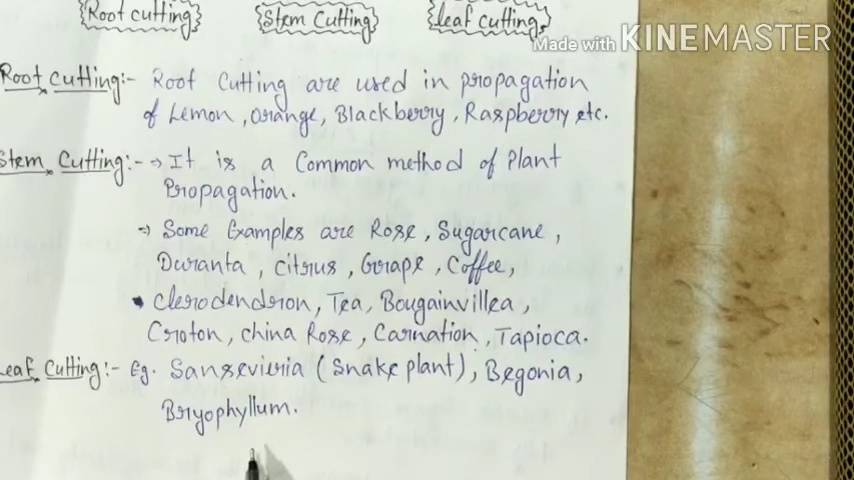 Root cutting Stem Cutting leaf cutting
Made with KINEMASTER
Root cutting:- Root Cutting are used in propagation
of Lemon, orange, Blackberry, Raspberry etc.
Stem Cutting:- → It is a Common method of Plant
Propagation.
→ Some Examples are Rose, Sugarcane,
Duranta, citrus, Grape, Coffee,
Clerodendron, Tea, Bougainvillea,
Croton, china Rose, Carnation, Tapioca.
Leaf Cutting:- Eg. Sansevieria (Snake plant), Begonia,
Bryophyllum.